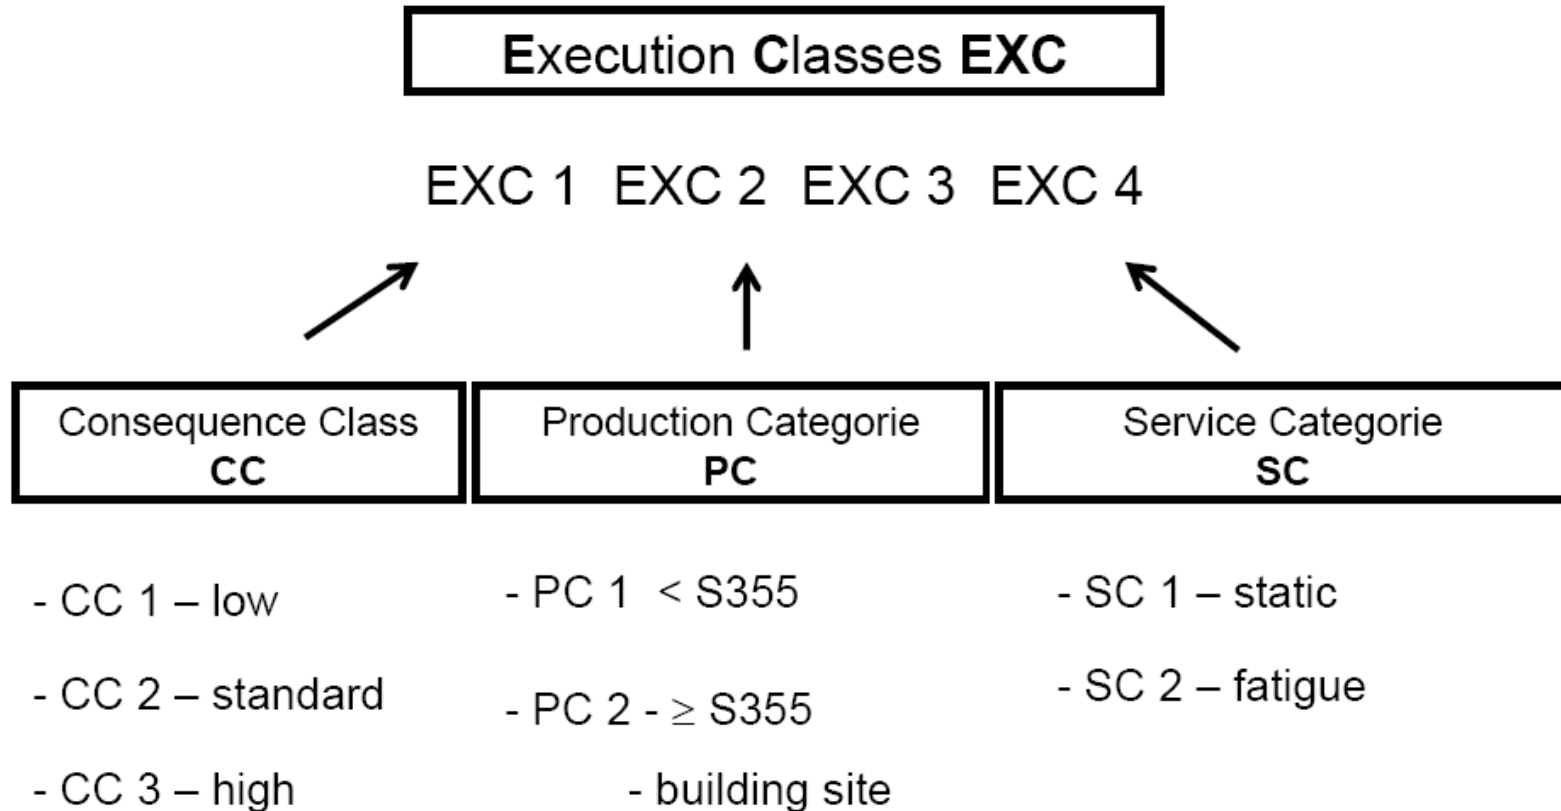 Execution Classes EXC
EXC 1 EXC 2 EXC 3 EXC 4
Consequence Class
CC
- CC 1 – low
- CC 2 – standard
- CC 3 – high
Production Categorie
PC
- PC 1 < S355
- PC 2 - ≥ S355
- building site
Service Categorie
SC
- SC 1 – static
- SC 2 – fatigue